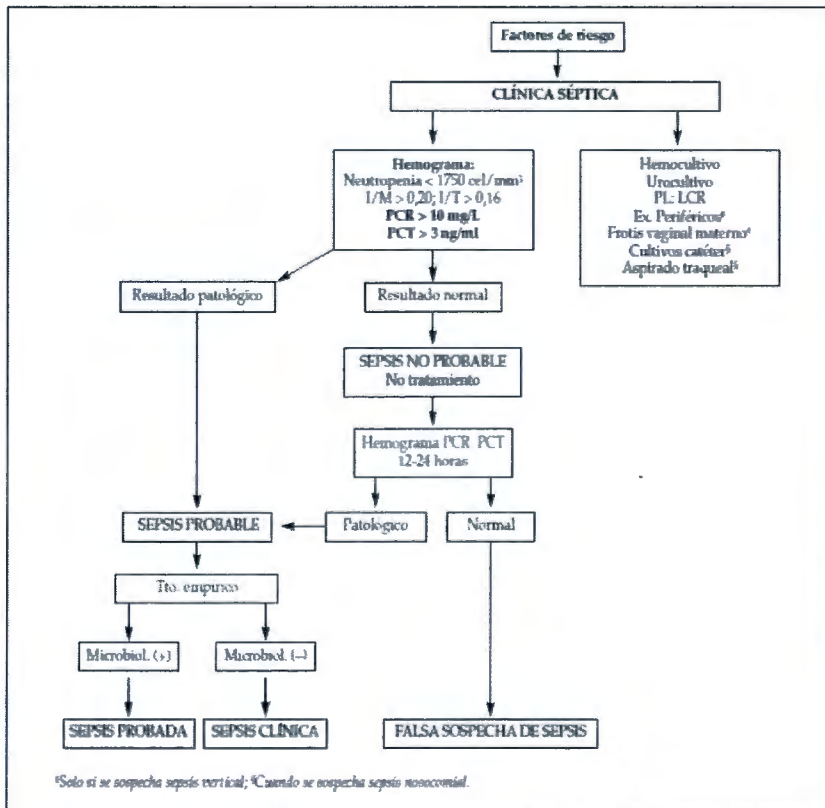 Factores de riesgo
CLÍNICA SÉPTICA
Hemograma:
Neutropenia < 1750 cel/mm³
I/M > 0,20; I/T > 0,16
PCR > 10 mg/L
PCT > 3 ng/ml
Hemocultivo
Urocultivo
PL: LCR
Ex. Periféricos
Frotis vaginal materno
Cultivos catéter
Aspirado traqueal
Resultado patológico
Resultado normal
SEPSIS NO PROBABLE
No tratamiento
Hemograma PCR PCT
12-24 horas
SEPSIS PROBABLE
Patológico
Normal
Tto. empírico
Microbiol. (+)
Microbiol. (–)
SEPSIS PROBADA
SEPSIS CLÍNICA
FALSA SOSPECHA DE SEPSIS
Solo si se sospecha sepsis vertical; Cuando se sospecha sepsis nosocomial.